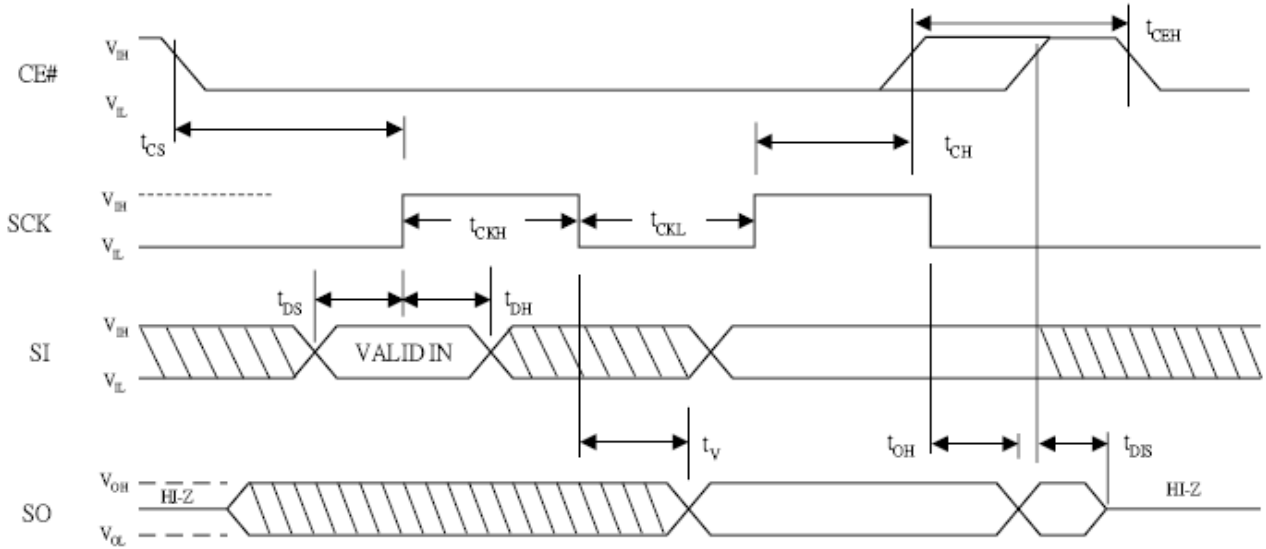 V_IH
t_CEH
CE#
V_IL
t_CS
t_CH
V_IH
SCK
t_CKH
t_CKL
V_IL
t_DS
t_DH
V_IH
SI
VALID IN
V_IL
t_V
t_OH
t_DIS
V_OH
HI-Z
HI-Z
SO
V_OL